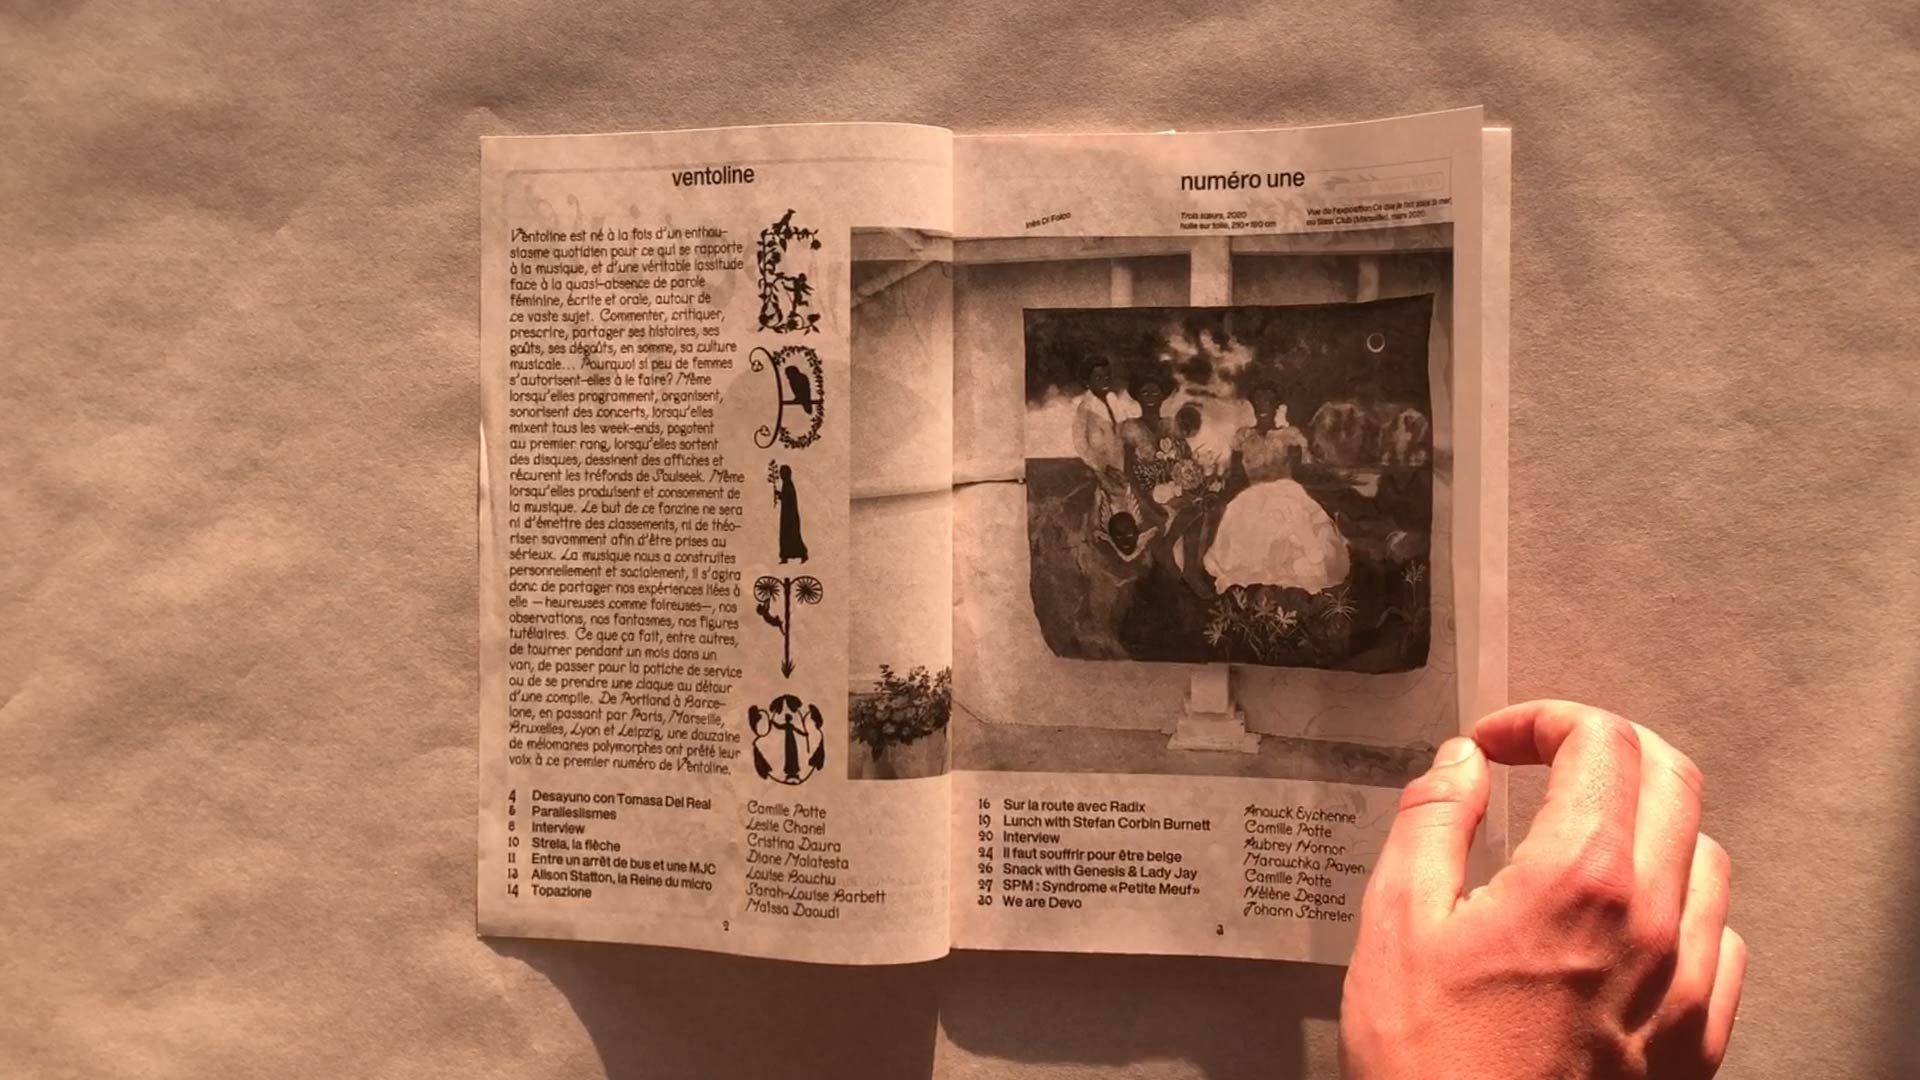 ventoline
Ventoline est né à la fois d'un enthou-
siasme quotidien pour ce qui se rapporte
à la musique, et d'une véritable lassitude
face à la quasi-absence de parole
féminine, écrite et orale, autour de
ce vaste sujet. Commenter, critiquer,
prescrire, partager ses histoires, ses
goûts, ses dégoûts, en somme, sa culture
musicale... Pourquoi si peu de femmes
s'autorisent-elles à le faire? Même
lorsqu'elles programment, organisent,
sonorisent des concerts, lorsqu'elles
mixent tous les week-ends, pogotent
au premier rang, lorsqu'elles sortent
des disques, dessinent des affiches et
récurent les tréfonds de Soulseek. Même
lorsqu'elles produisent et consomment de
la musique. Le but de ce fanzine ne sera
ni d'émettre des classements, ni de théo-
riser savamment afin d'être prises au
sérieux. La musique nous a construites
personnellement et socialement, il s'agira
donc de partager nos expériences liées à
elle — heureuses comme foireuses—, nos
observations, nos fantasmes, nos figures
tutélaires. Ce que ça fait, entre autres,
de tourner pendant un mois dans un
van, de passer pour la potiche de service
ou de se prendre une claque au détour
d'une compile. De Portland à Barce-
lone, en passant par Paris, Marseille,
Bruxelles, Lyon et Leipzig, une douzaine
de mélomanes polymorphes ont prêté leur
voix à ce premier numéro de Ventoline.
E
D
I
T
O
4 Desayuno con Tomasa Del Real Camille Potte
6 Paralleslismes Leslie Chanel
8 Interview Cristina Daura
10 Strela, la flèche Diane Malatesta
11 Entre un arrêt de bus et une MJC Louise Bouchu
13 Alison Statton, la Reine du micro Sarah-Louise Barbett
14 Topazione Maïssa Daoudi
2
numéro une
Inès Di Folco
Trois sœurs, 2020
huile sur toile, 210×190 cm
Vue de l'exposition Ce que je fais sous la mer,
au Sissi Club (Marseille), mars 2020
16 Sur la route avec Radix Anouck Eychenne
19 Lunch with Stefan Corbin Burnett Camille Potte
20 Interview Aubrey Hornor
24 Il faut souffrir pour être belge Marouchka Payen
26 Snack with Genesis & Lady Jay Camille Potte
27 SPM : Syndrome «Petite Meuf» Hélène Degand
30 We are Devo Johann Schreier
3